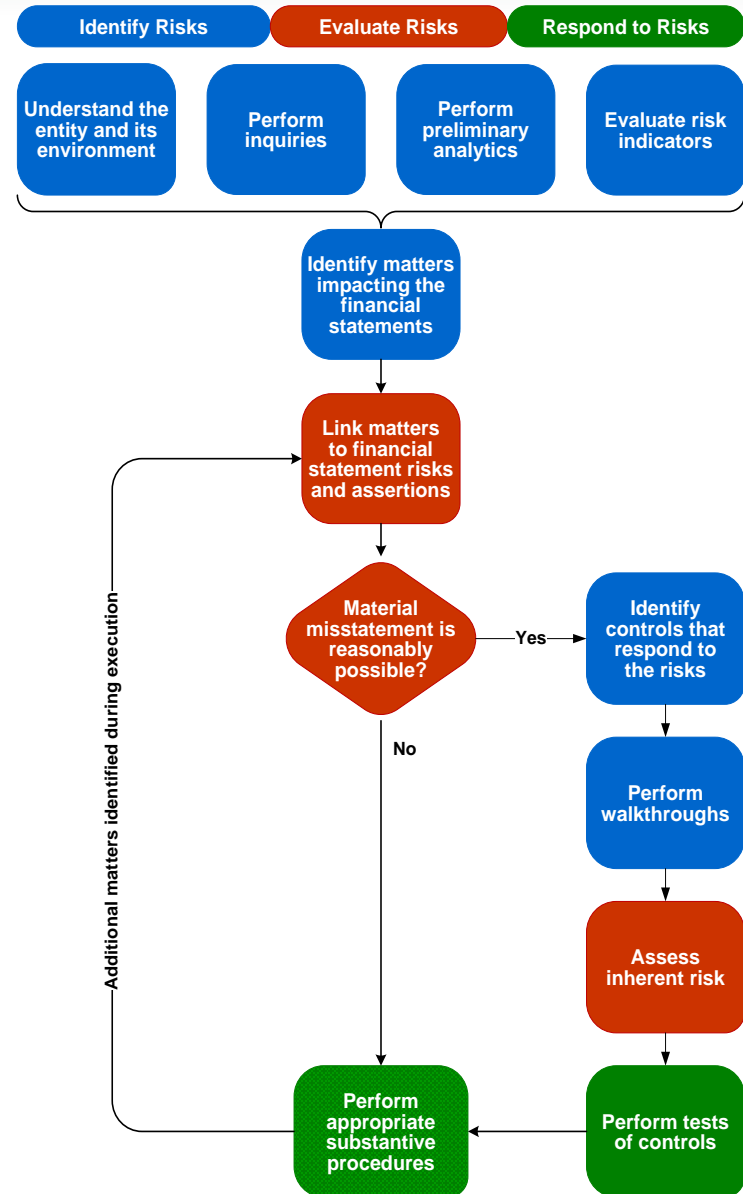 Identify Risks
Evaluate Risks
Respond to Risks
Understand the
entity and its
environment
Perform
inquiries
Perform
preliminary
analytics
Evaluate risk
indicators
Identify matters
impacting the
financial
statements
Link matters
to financial
statement risks
and assertions
Material
misstatement is
reasonably
possible?
Yes
Identify
controls that
respond to
the risks
No
Perform
walkthroughs
Additional matters identified during execution
Assess
inherent risk
Perform
appropriate
substantive
procedures
Perform tests
of controls